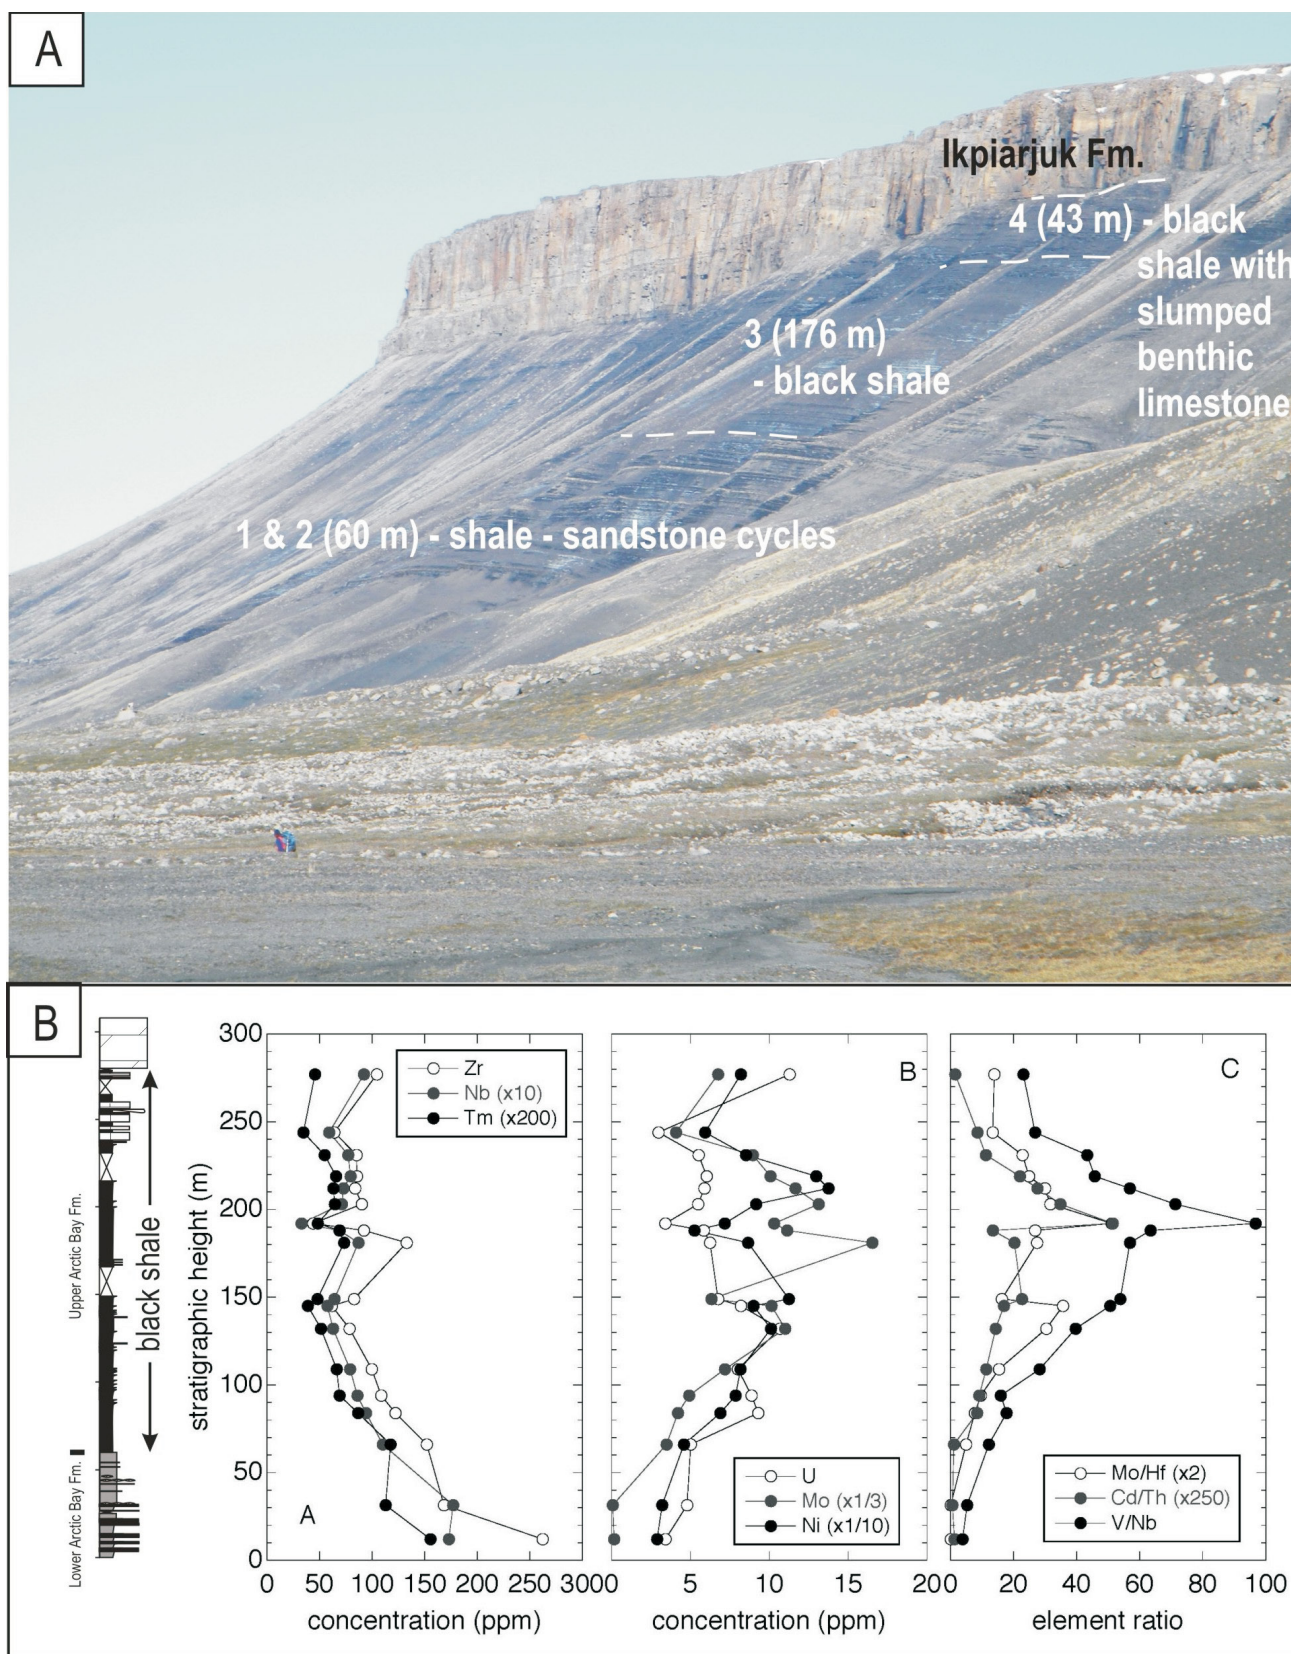 A
Ikpiarjuk Fm.
4 (43 m) - black
shale with
slumped
benthic
limestone
3 (176 m)
- black shale
1 & 2 (60 m) - shale - sandstone cycles
B
Lower Arctic Bay Fm.
Upper Arctic Bay Fm.
black shale
stratigraphic height (m)
300
250
200
150
100
50
0
Zr
Nb (x10)
Tm (x200)
A
0 50 100 150 200 250 300
concentration (ppm)
B
U
Mo (x1/3)
Ni (x1/10)
0 5 10 15 20
concentration (ppm)
C
Mo/Hf (x2)
Cd/Th (x250)
V/Nb
0 20 40 60 80 100
element ratio